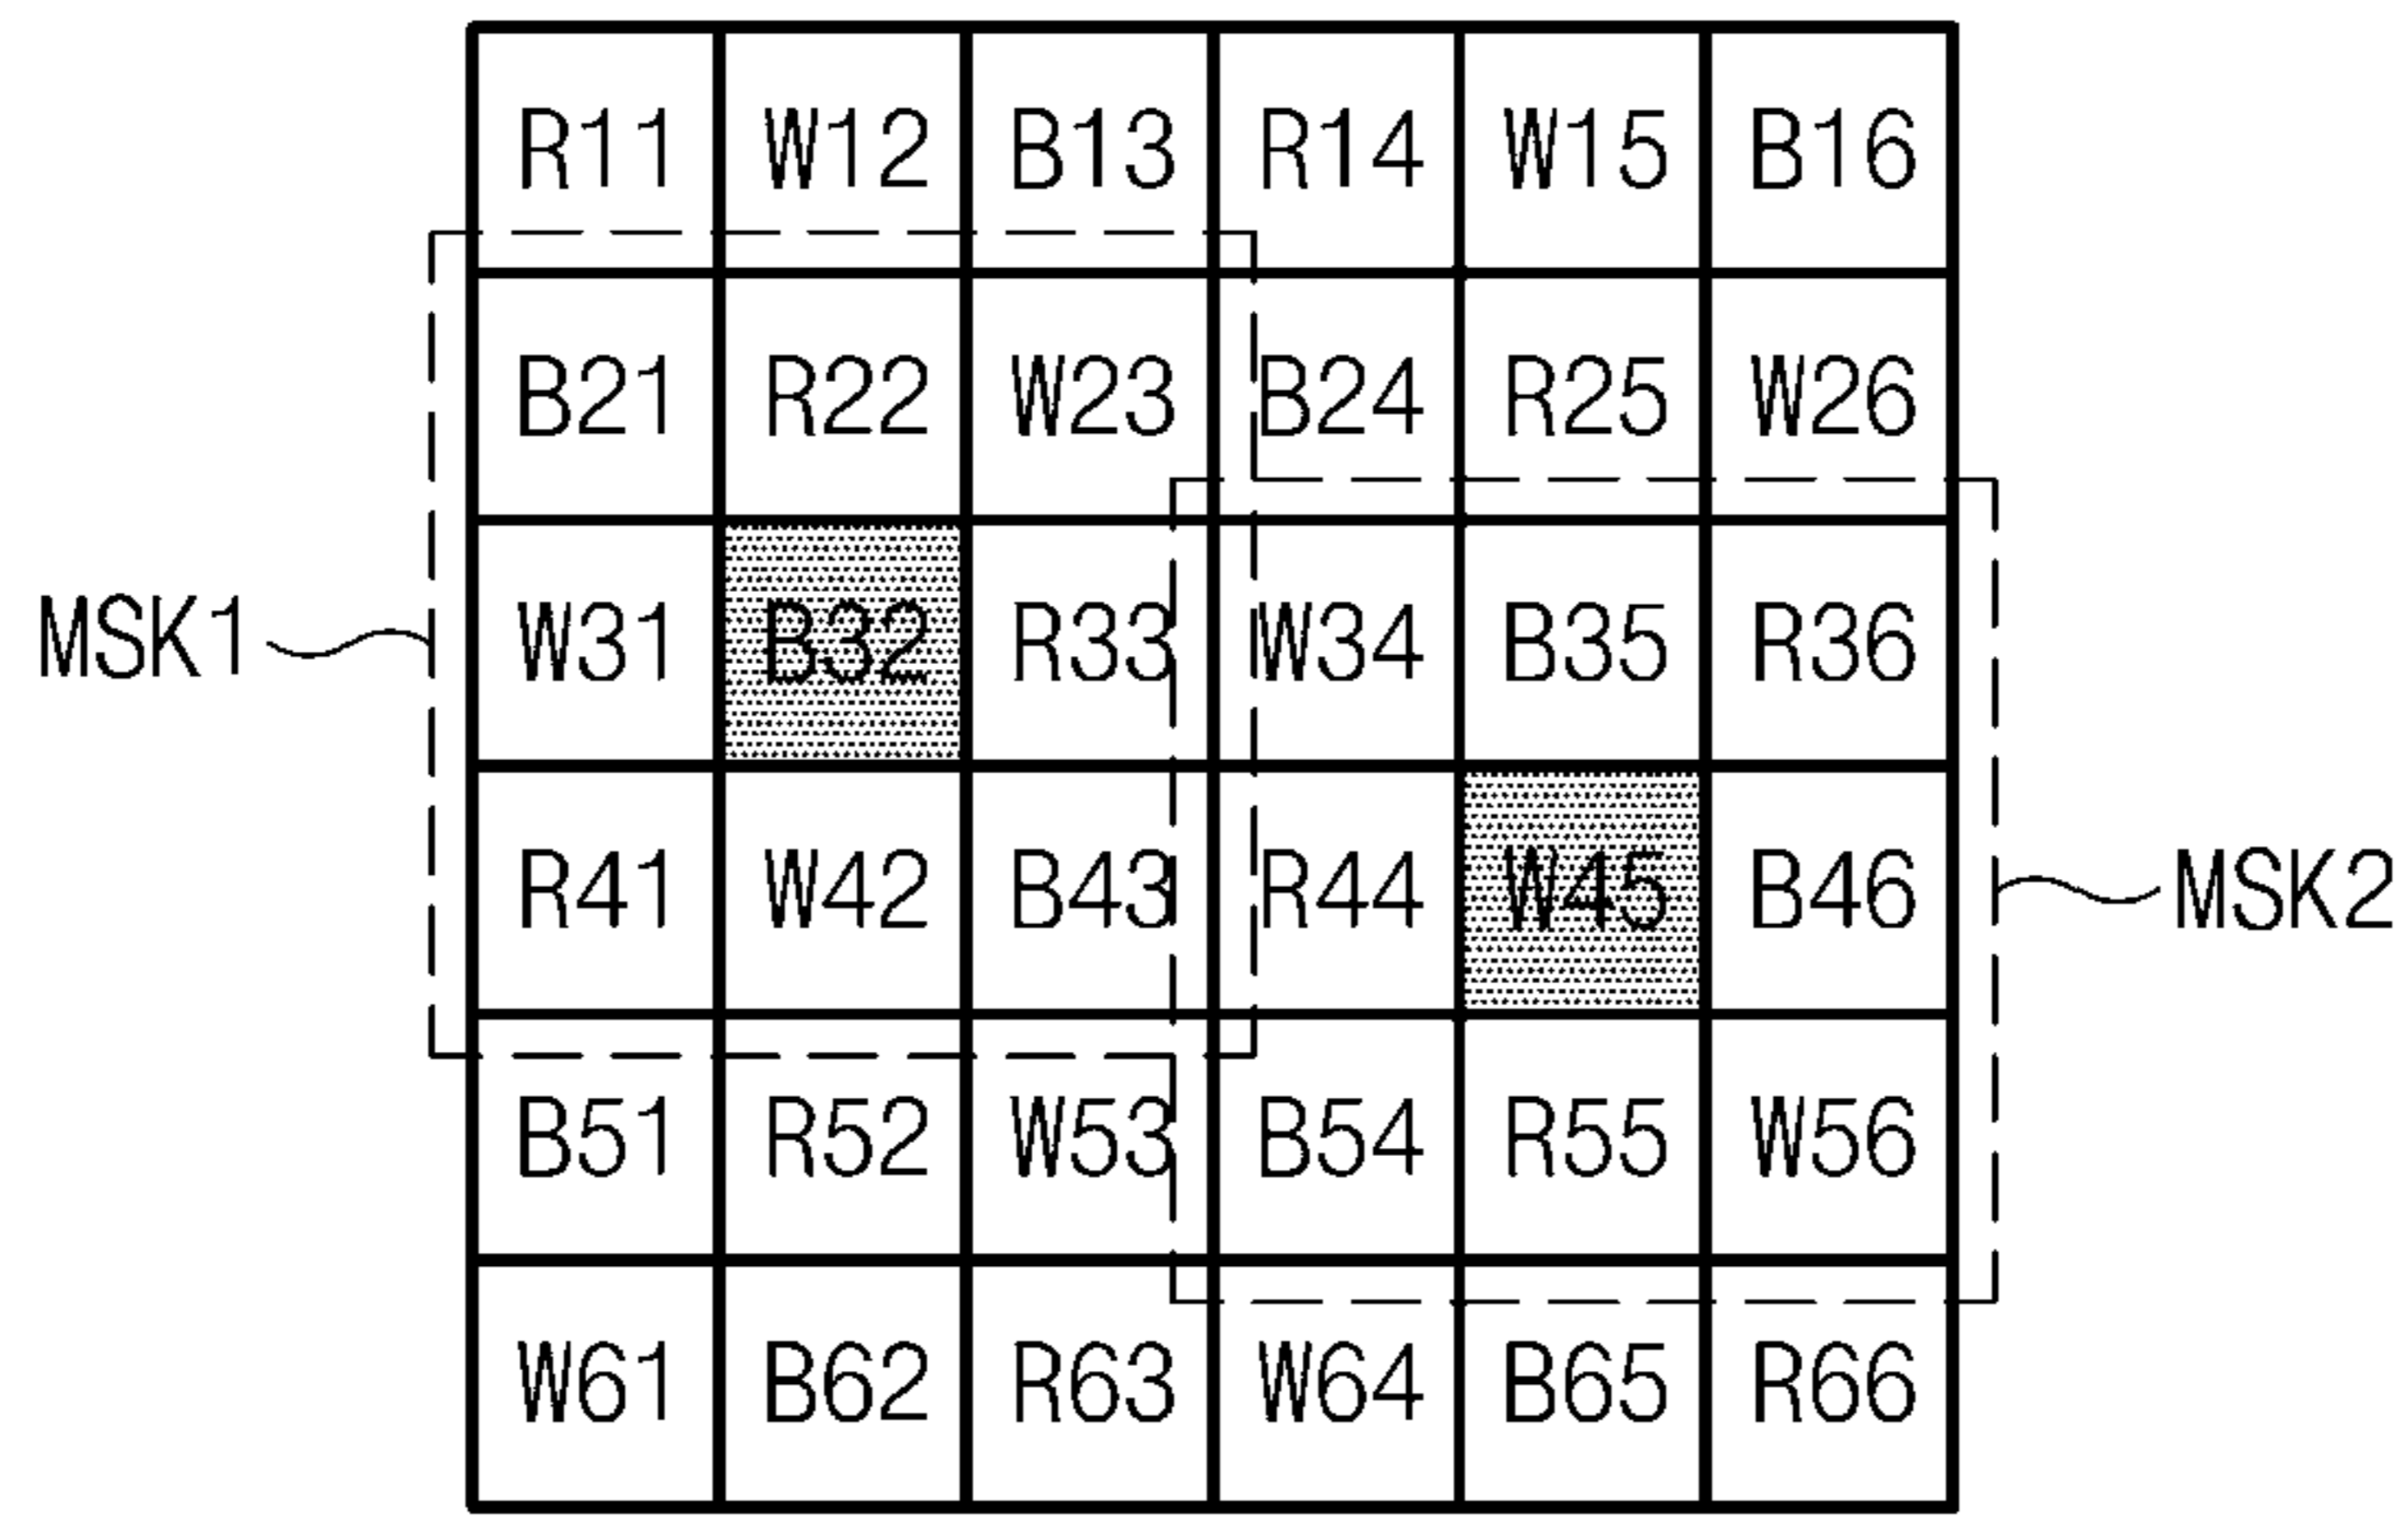 R11 W12 B13 R14 W15 B16
B21 R22 W23 B24 R25 W26
MSK1 W31 B32 R33 W34 B35 R36
R41 W42 B43 R44 W45 B46 MSK2
B51 R52 W53 B54 R55 W56
W61 B62 R63 W64 B65 R66